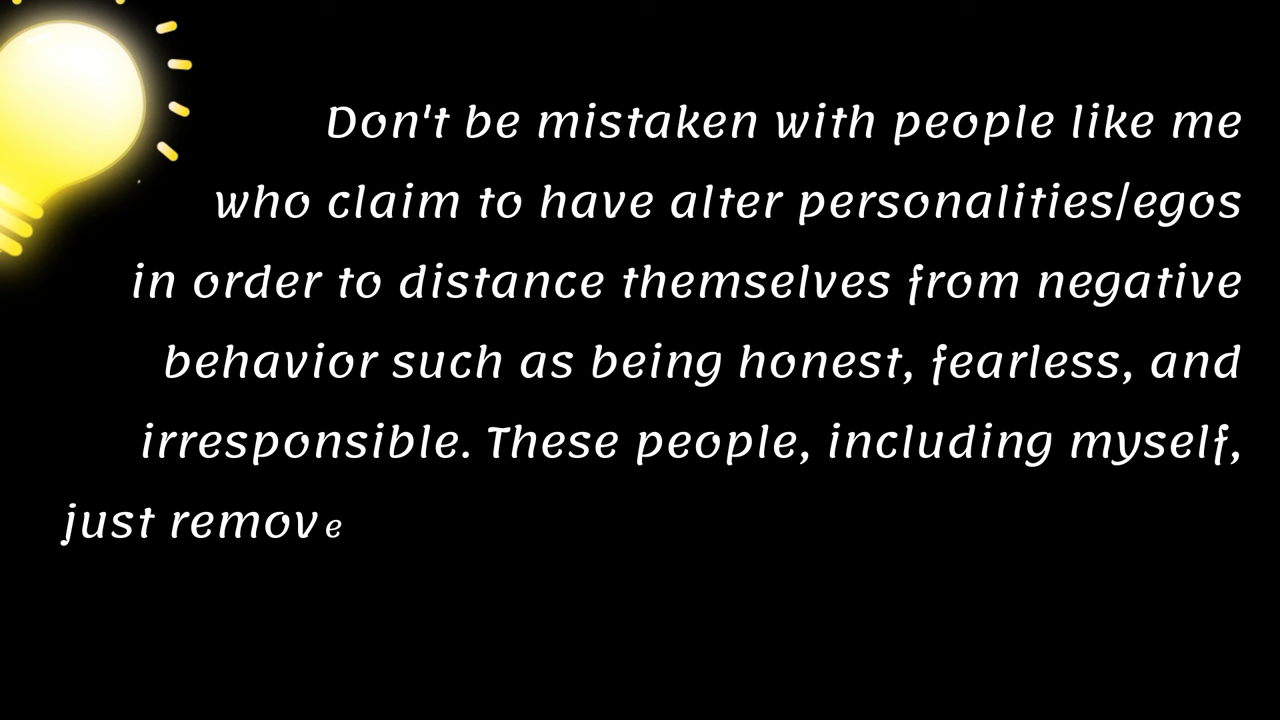 Don't be mistaken with people like me
who claim to have alter personalities/egos
in order to distance themselves from negative
behavior such as being honest, fearless, and
irresponsible. These people, including myself,
just remove